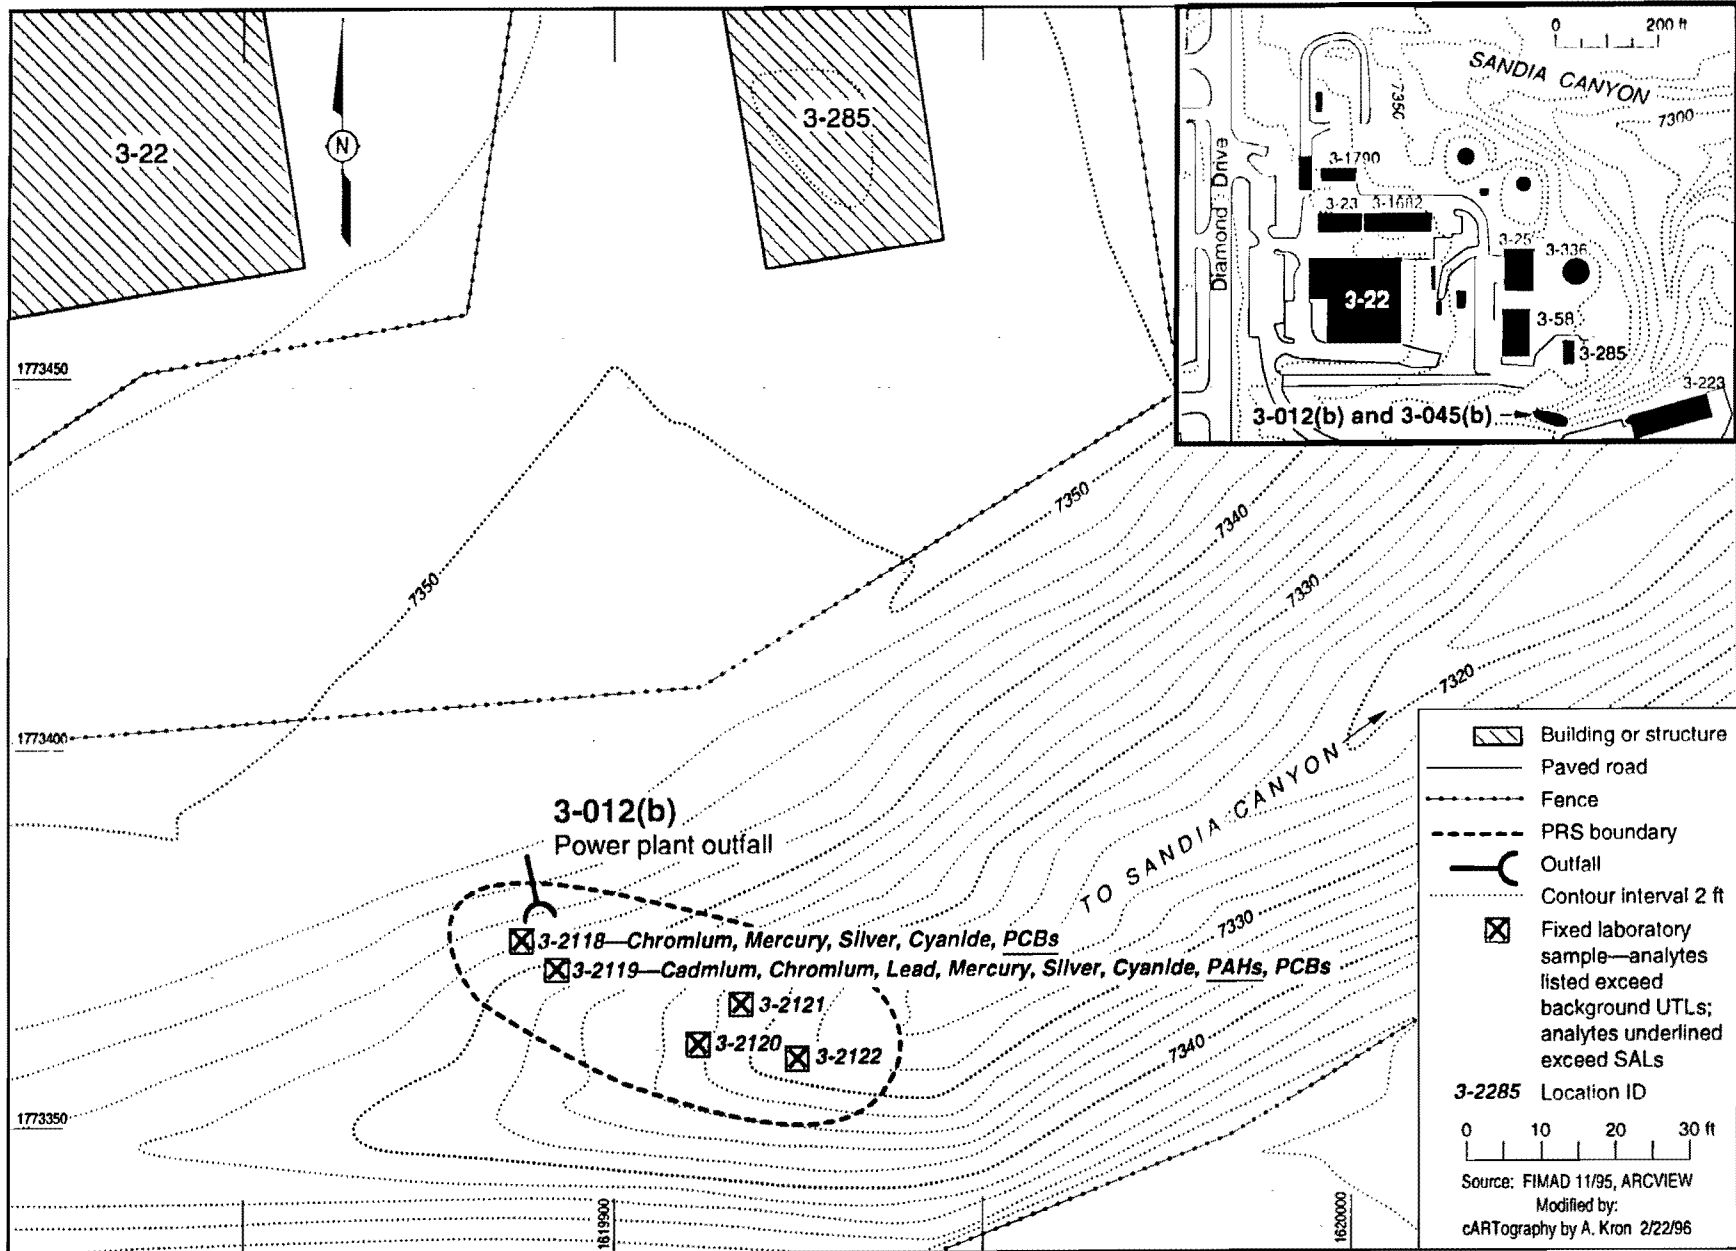 3-22
N
3-285
0 200 ft
SANDIA CANYON
7350
7300
Diamond Drive
3-1790
3-23 3-1682
3-25 3-336
3-22
3-58
3-285
3-223
3-012(b) and 3-045(b)
1773450
7350
7340
7330
7350
7320
1773400
TO SANDIA CANYON
3-012(b)
Power plant outfall
3-2118—Chromium, Mercury, Silver, Cyanide, PCBs
3-2119—Cadmium, Chromium, Lead, Mercury, Silver, Cyanide, PAHs, PCBs
3-2121
3-2120
3-2122
7330
7340
1773350
1619900
1620000
Building or structure
Paved road
Fence
PRS boundary
Outfall
Contour interval 2 ft
Fixed laboratory
sample—analytes
listed exceed
background UTLs;
analytes underlined
exceed SALs
3-2285 Location ID
0 10 20 30 ft
Source: FIMAD 11/95, ARCVIEW
Modified by:
cARTography by A. Kron 2/22/96